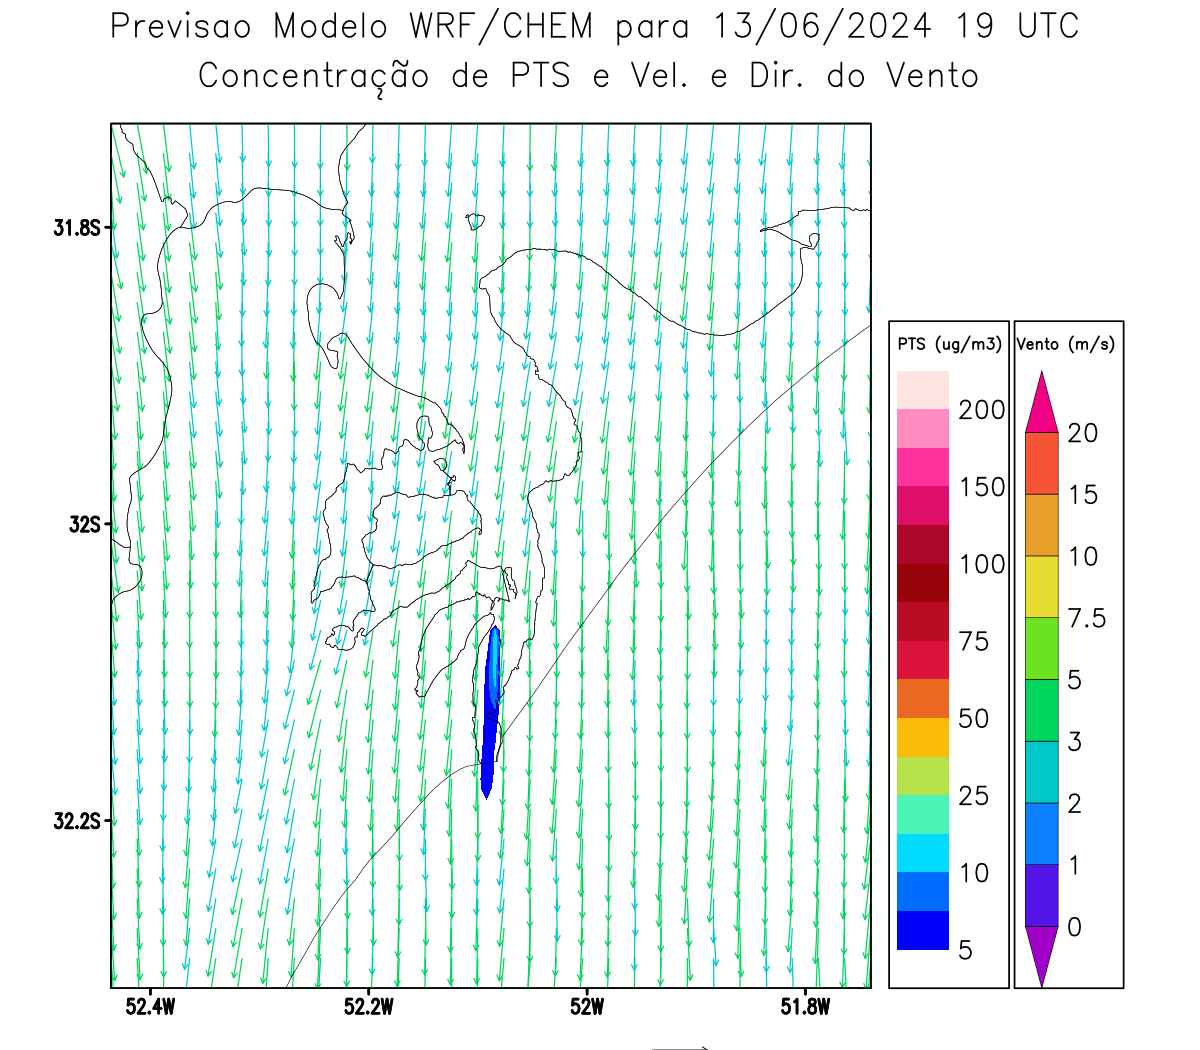 Previsao Modelo WRF/CHEM para 13/06/2024 19 UTC
Concentração de PTS e Vel. e Dir. do Vento
31.8S
32S
32.2S
52.4W
52.2W
52W
51.8W
PTS (ug/m3)
200
150
100
75
50
25
10
5
Vento (m/s)
20
15
10
7.5
5
3
2
1
0